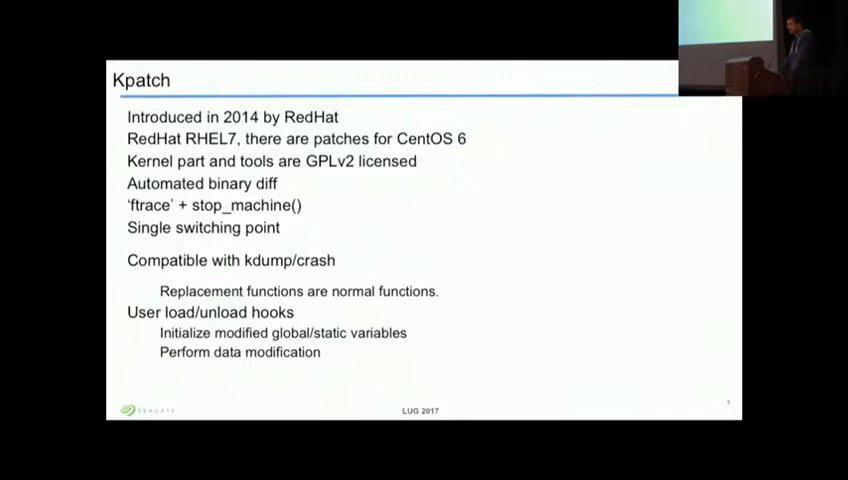 Kpatch
Introduced in 2014 by RedHat
RedHat RHEL7, there are patches for CentOS 6
Kernel part and tools are GPLv2 licensed
Automated binary diff
‘ftrace’ + stop_machine()
Single switching point
Compatible with kdump/crash
Replacement functions are normal functions.
User load/unload hooks
Initialize modified global/static variables
Perform data modification
SEAGATE
LUG 2017